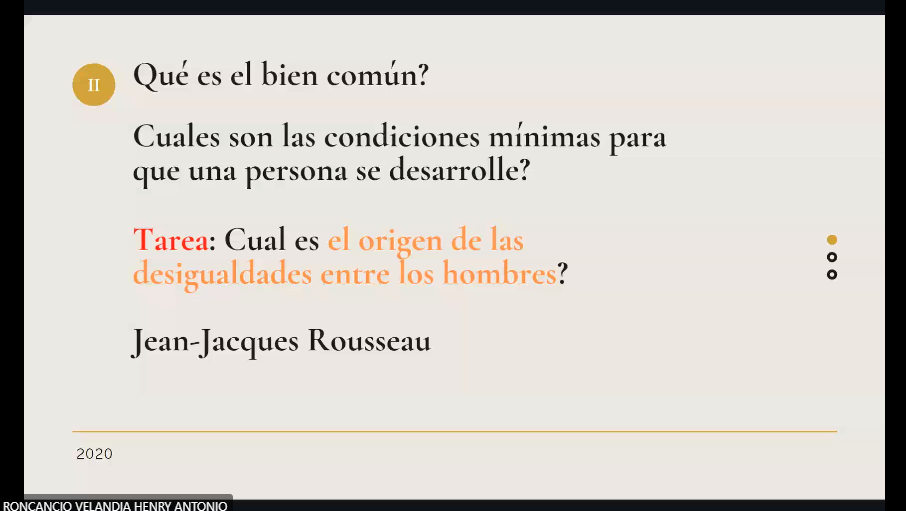 II
Qué es el bien común?
Cuales son las condiciones mínimas para
que una persona se desarrolle?
Tarea: Cual es el origen de las
desigualdades entre los hombres?
Jean-Jacques Rousseau
2020
RONCANCIO VELANDIA HENRY ANTONIO